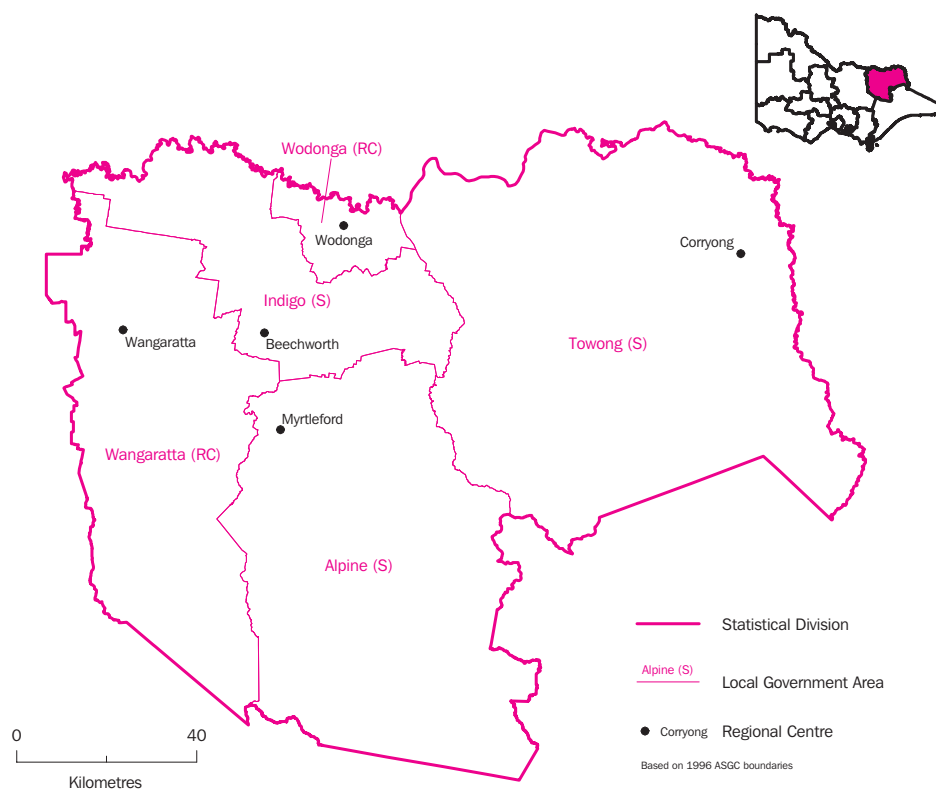 Wodonga (RC)
Wodonga
Corryong
Indigo (S)
Wangaratta
Beechworth
Towong (S)
Myrtleford
Wangaratta (RC)
Alpine (S)
Statistical Division
Alpine (S)
Local Government Area
Corryong
Regional Centre
Based on 1996 ASGC boundaries
0 40
Kilometres